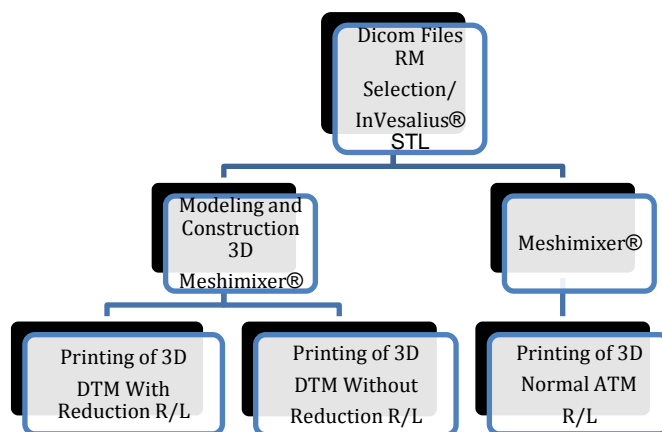 Dicom Files
RM
Selection/
InVesalius®
STL
Modeling and
Construction
3D
Meshimixer®
Meshimixer®
Printing of 3D
DTM With
Reduction R/L
Printing of 3D
DTM Without
Reduction R/L
Printing of 3D
Normal ATM
R/L